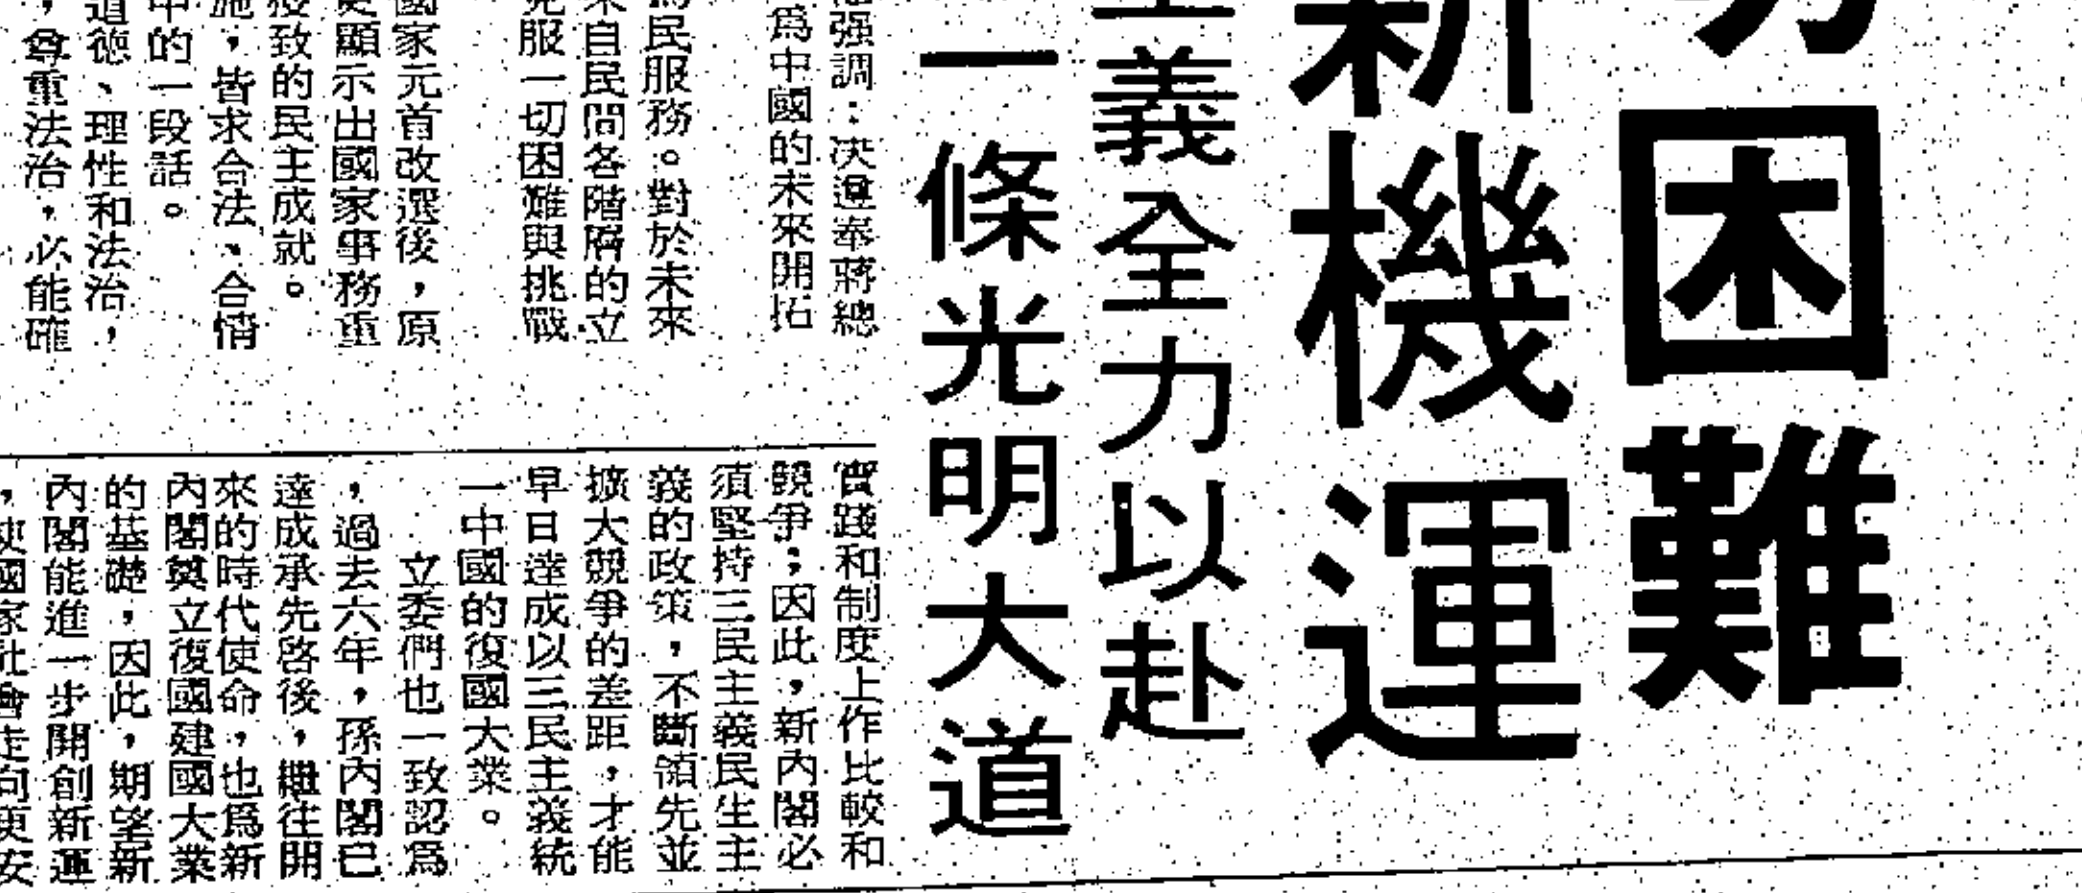 困難
新機運
主義全力以赴
一條光明大道
强調：決遵奉蔣總
爲中國的未來開拓
爲民服務。對於未來
來自民間各階層的立
克服一切困難與挑戰
國家元首改選後，原
更顯示出國家事務重
致的民主成就。
施，皆求合法、合情
中的一段話。
道德、理性和法治，
，尊重法治，必能確
實踐和制度上作比較和
競爭；因此，新內閣必
須堅持三民主義民生主
義的政策，不斷領先並
擴大競爭的差距，才能
早日達成以三民主義統
一中國的復國大業。
立委們也一致認爲
，過去六年，孫內閣已
達成承先啓後，繼往開
來的時代使命，也爲新
內閣奠立復國建國大業
的基礎，因此，期望新
內閣能進一步開創新運
，使國家社會走向更安